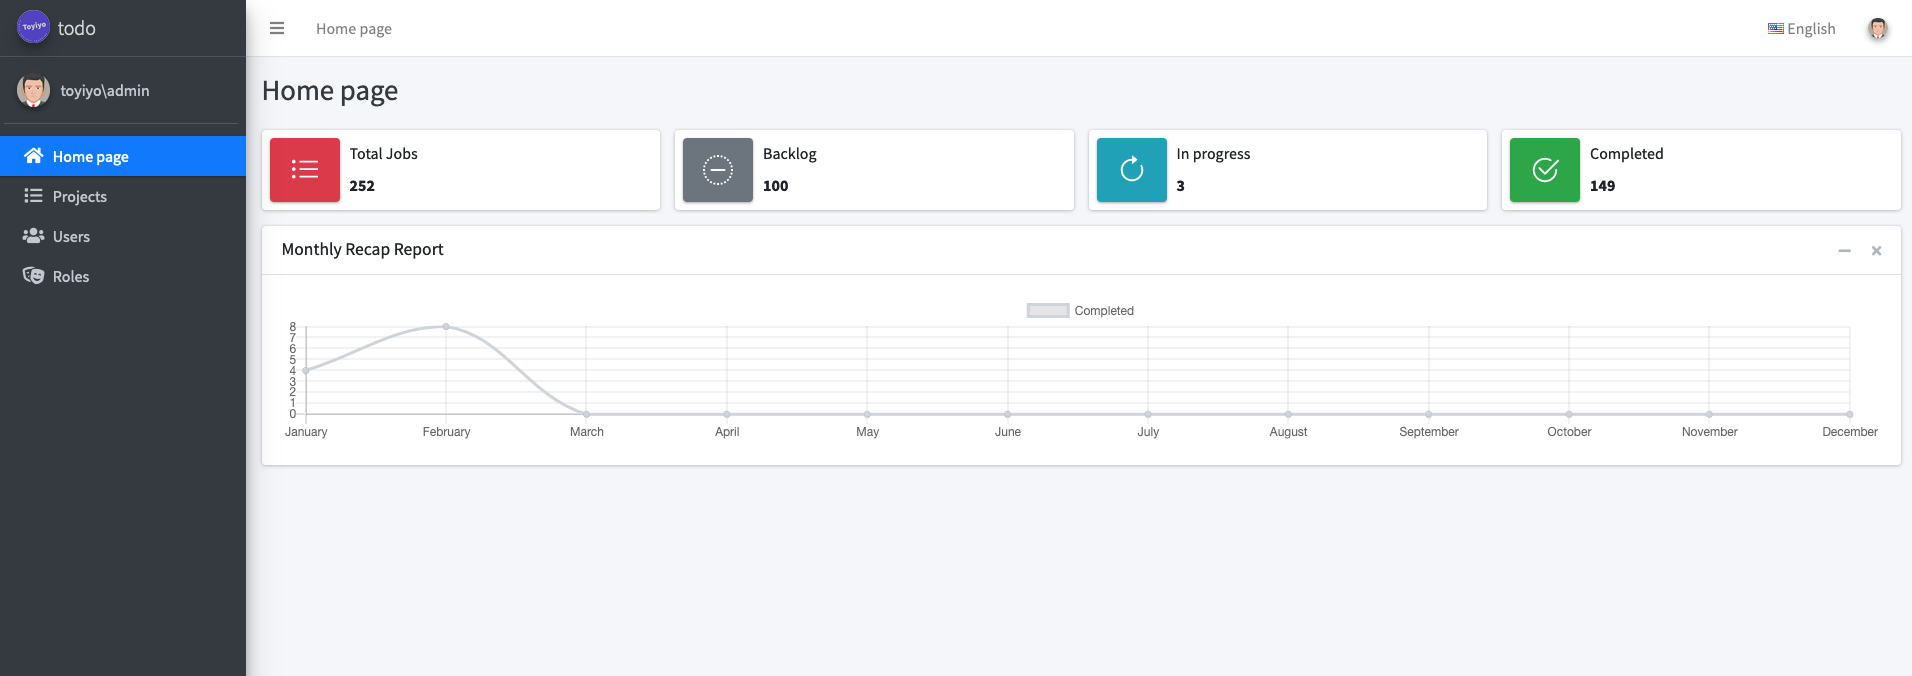 Toyiyo
todo
Home page
English
toyiyo\admin
Home page
Projects
Users
Roles
Home page
Total Jobs
252
Backlog
100
In progress
3
Completed
149
Monthly Recap Report
Completed
8
7
6
5
4
3
2
1
0
January February March April May June July August September October November December